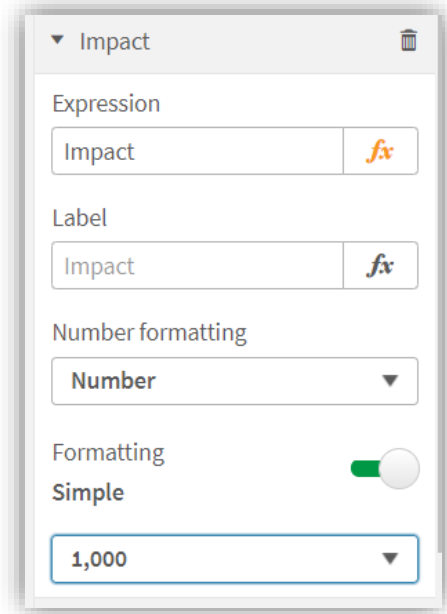 Impact
Expression
Impact fx
Label
Impact fx
Number formatting
Number
Formatting
Simple
1,000